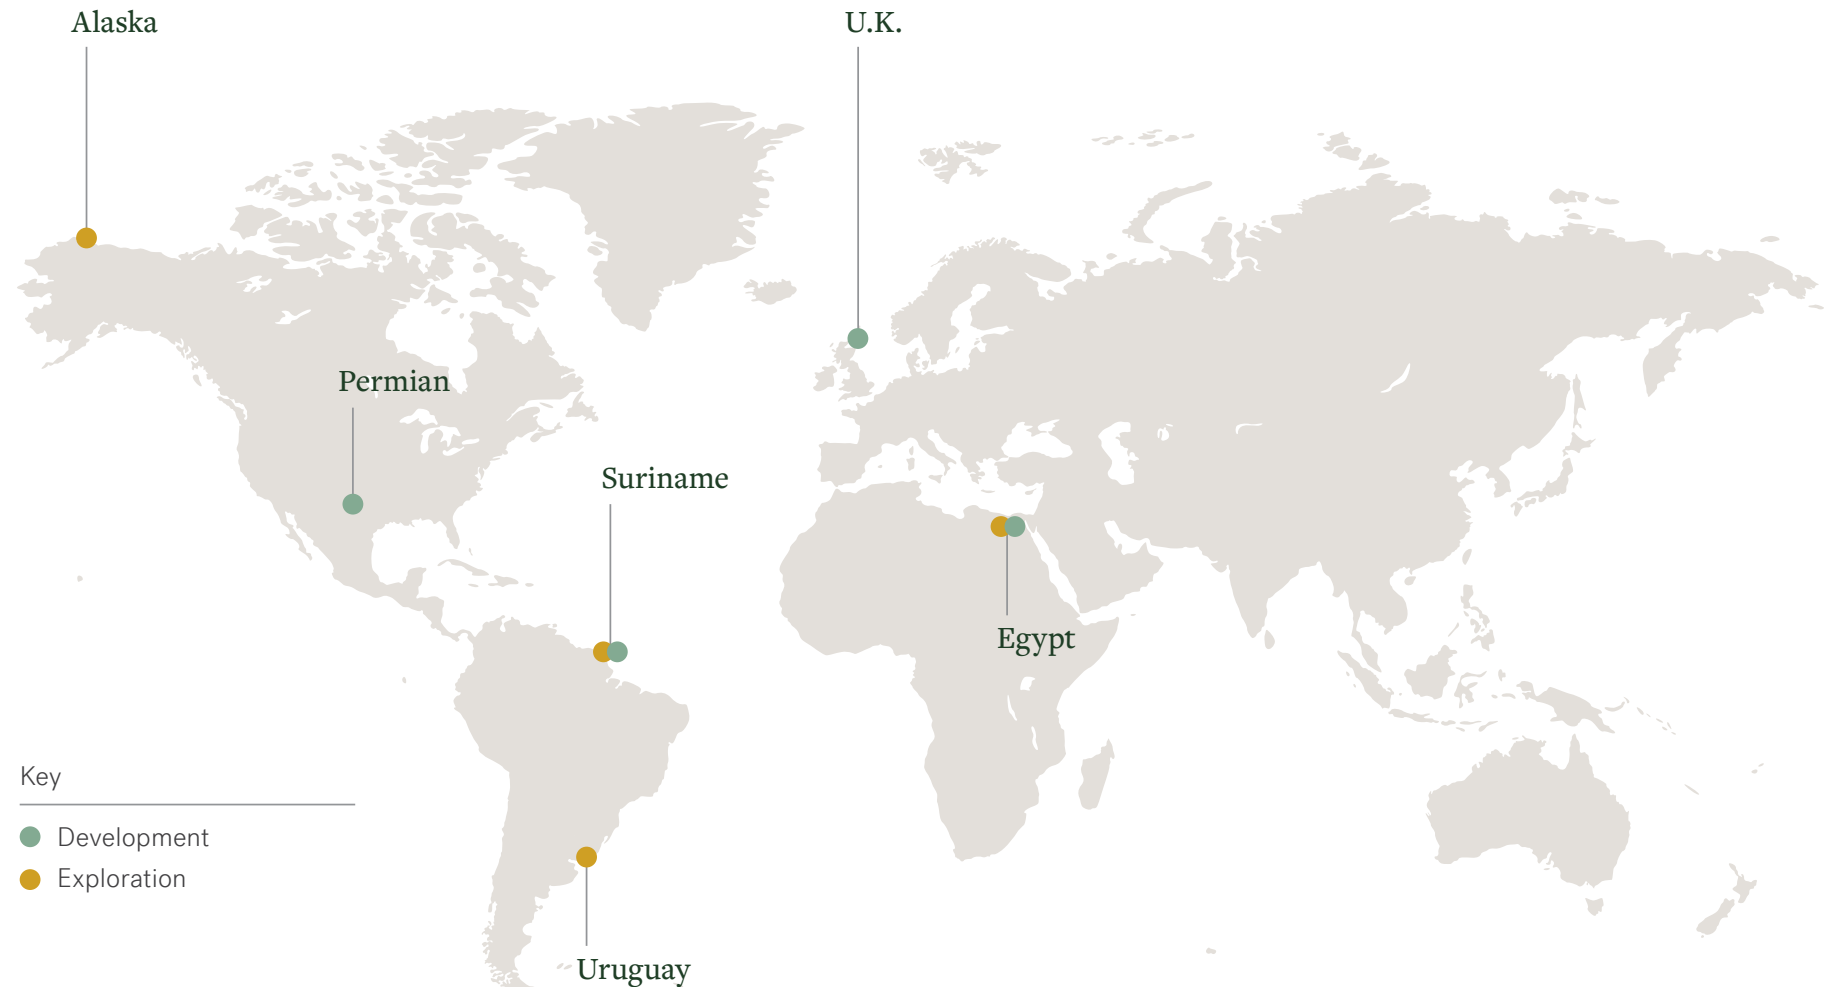 Alaska
U.K.
Permian
Suriname
Egypt
Key
Development
Exploration
Uruguay